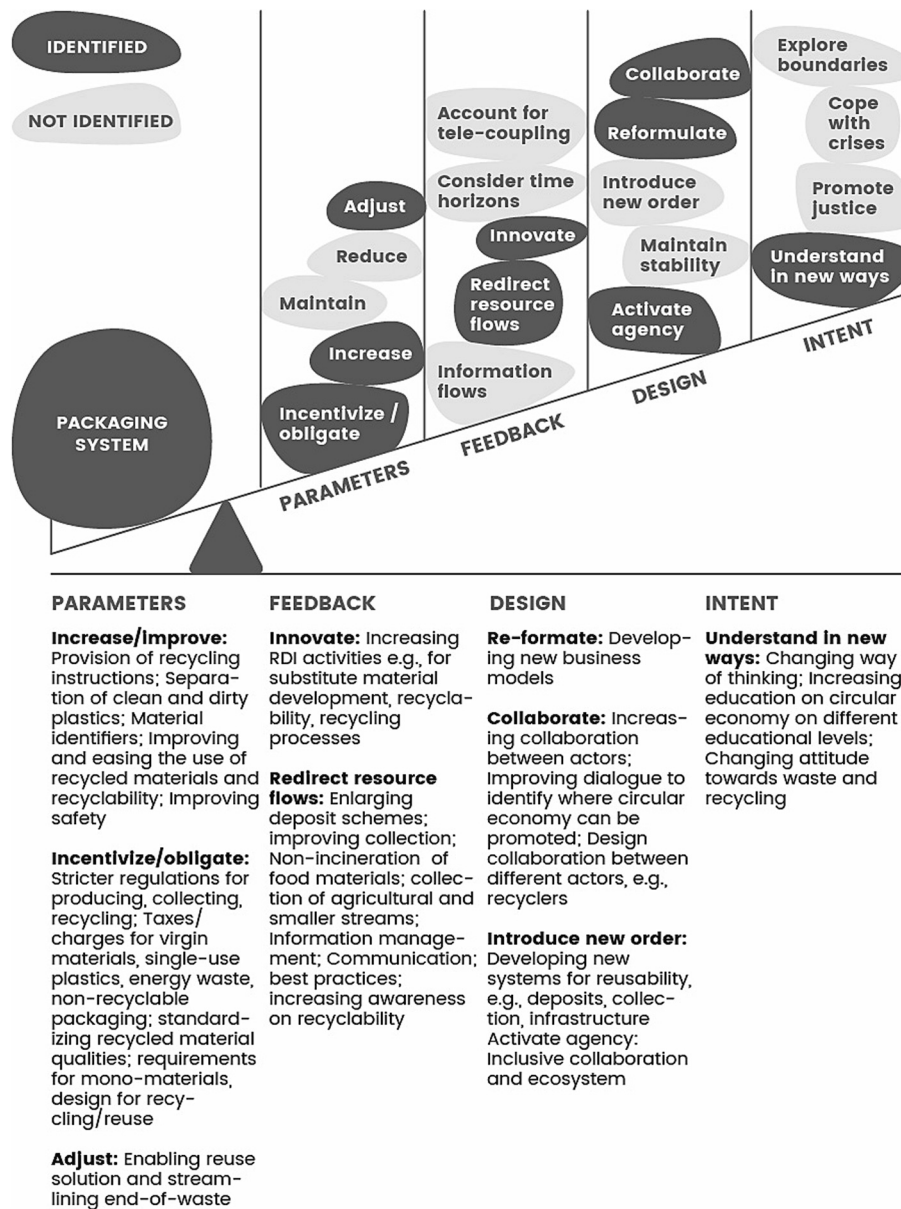 IDENTIFIED
NOT IDENTIFIED
PACKAGING
SYSTEM
Adjust
Reduce
Maintain
Increase
Incentivize /
obligate
PARAMETERS
Account for
tele-coupling
Consider time
horizons
Innovate
Redirect
resource
flows
Information
flows
FEEDBACK
Collaborate
Reformulate
Introduce
new order
Maintain
stability
Activate
agency
DESIGN
Explore
boundaries
Cope
with
crises
Promote
justice
Understand
in new ways
INTENT
PARAMETERS
Increase/improve:
Provision of recycling
instructions; Separa-
tion of clean and dirty
plastics; Material
identifiers; Improving
and easing the use of
recycled materials and
recyclability; Improving
safety
Incentivize/obligate:
Stricter regulations for
producing, collecting,
recycling; Taxes/
charges for virgin
materials, single-use
plastics, energy waste,
non-recyclable
packaging; standard-
izing recycled material
qualities; requirements
for mono-materials,
design for recy-
cling/reuse
Adjust: Enabling reuse
solution and stream-
lining end-of-waste
FEEDBACK
Innovate: Increasing
RDI activities e.g., for
substitute material
development, recycla-
bility, recycling
processes
Redirect resource
flows: Enlarging
deposit schemes;
improving collection;
Non-incineration of
food materials; collec-
tion of agricultural and
smaller streams;
Information manage-
ment; Communication;
best practices;
increasing awareness
on recyclability
DESIGN
Re-formate: Develop-
ing new business
models
Collaborate: Increas-
ing collaboration
between actors;
Improving dialogue to
identify where circular
economy can be
promoted; Design
collaboration between
different actors, e.g.,
recyclers
Introduce new order:
Developing new
systems for reusability,
e.g., deposits, collec-
tion, infrastructure
Activate agency:
Inclusive collaboration
and ecosystem
INTENT
Understand in new
ways: Changing way
of thinking; Increasing
education on circular
economy on different
educational levels;
Changing attitude
towards waste and
recycling